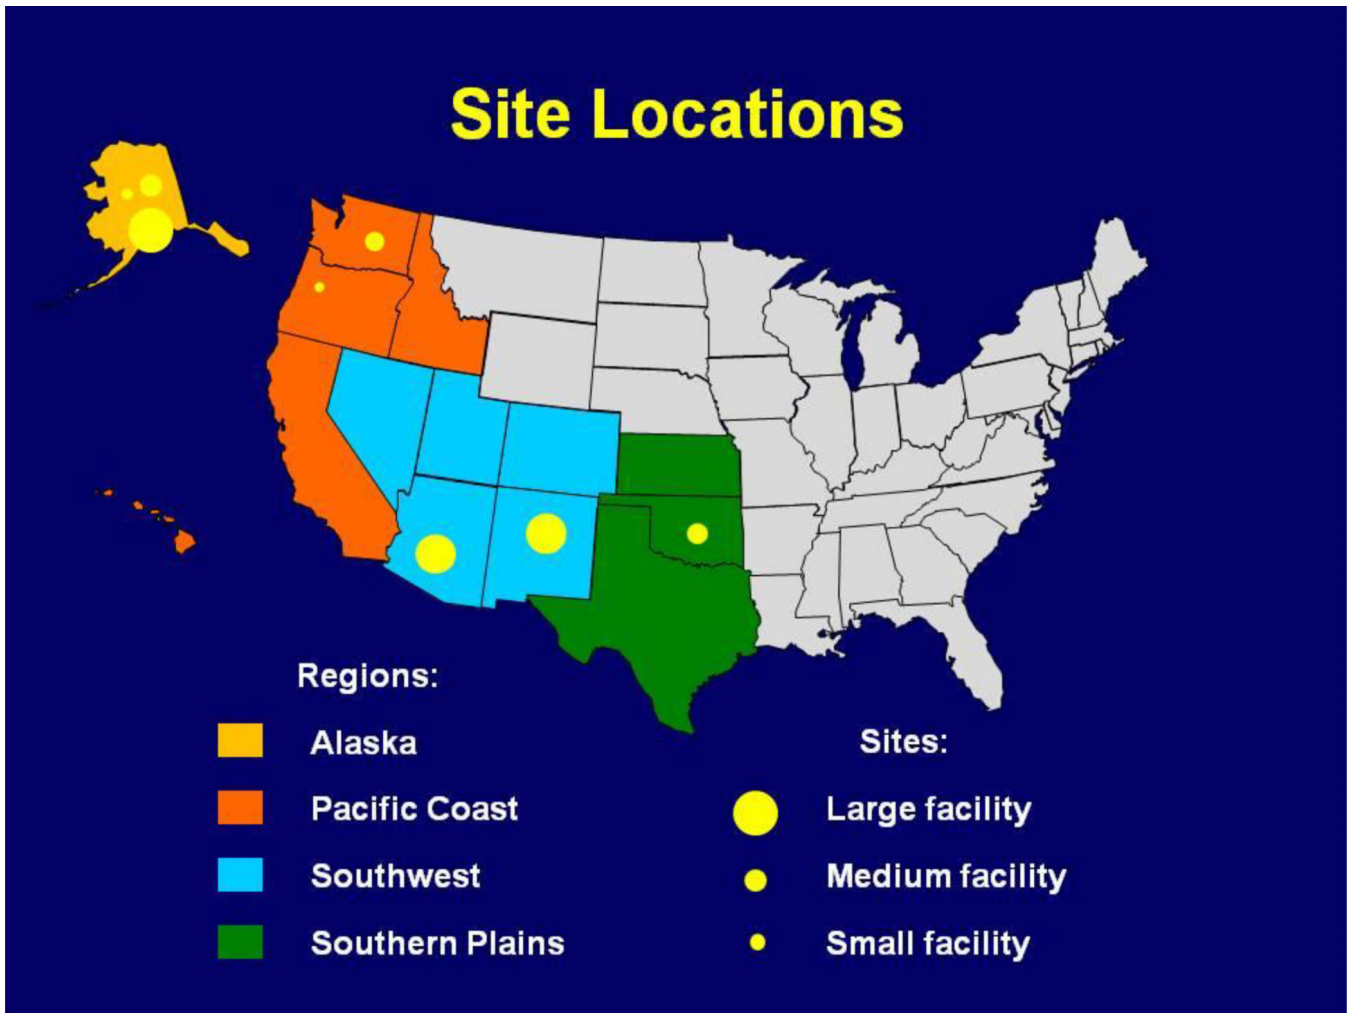 Site Locations
Regions:
Alaska
Pacific Coast
Southwest
Southern Plains
Sites:
Large facility
Medium facility
Small facility